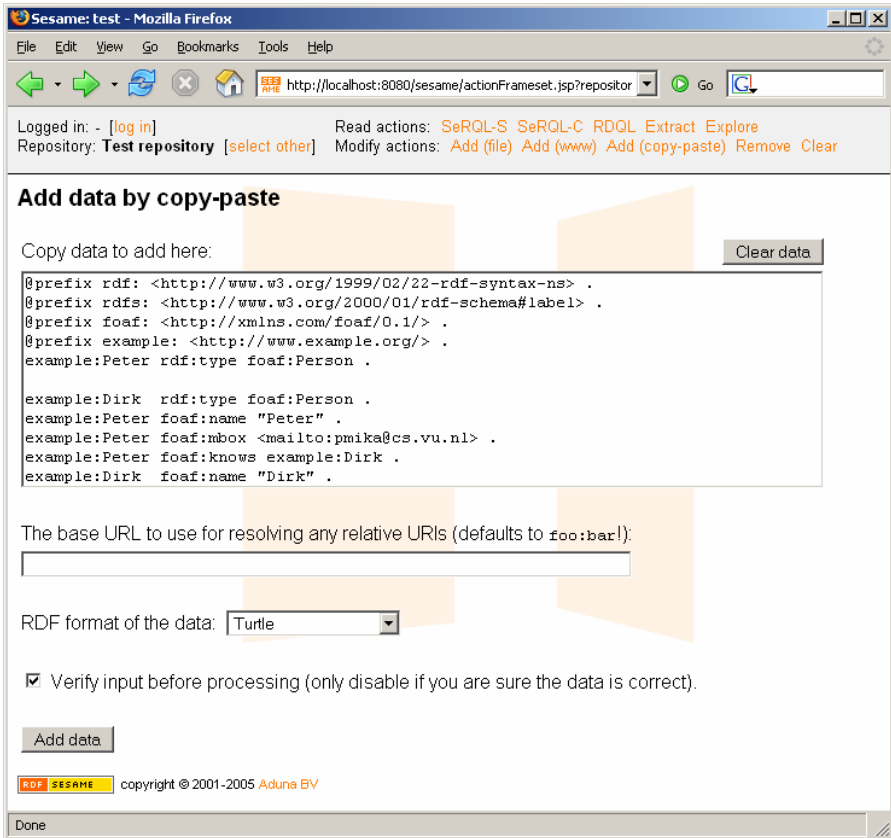 Sesame: test - Mozilla Firefox
File Edit View Go Bookmarks Tools Help
http://localhost:8080/sesame/actionFrameset.jsp?repositor Go G
Logged in: - [log in] Read actions: SeRQL-S SeRQL-C RDQL Extract Explore
Repository: Test repository [select other] Modify actions: Add (file) Add (www) Add (copy-paste) Remove Clear
Add data by copy-paste
Copy data to add here: Clear data
@prefix rdf: <http://www.w3.org/1999/02/22-rdf-syntax-ns> .
@prefix rdfs: <http://www.w3.org/2000/01/rdf-schema#label> .
@prefix foaf: <http://xmlns.com/foaf/0.1/> .
@prefix example: <http://www.example.org/> .
example:Peter rdf:type foaf:Person .
example:Dirk rdf:type foaf:Person .
example:Peter foaf:name "Peter" .
example:Peter foaf:mbox <mailto:pmika@cs.vu.nl> .
example:Peter foaf:knows example:Dirk .
example:Dirk foaf:name "Dirk" .
The base URL to use for resolving any relative URIs (defaults to foo:bar!):
RDF format of the data: Turtle
Verify input before processing (only disable if you are sure the data is correct).
Add data
RDF SESAME copyright © 2001-2005 Aduna BV
Done